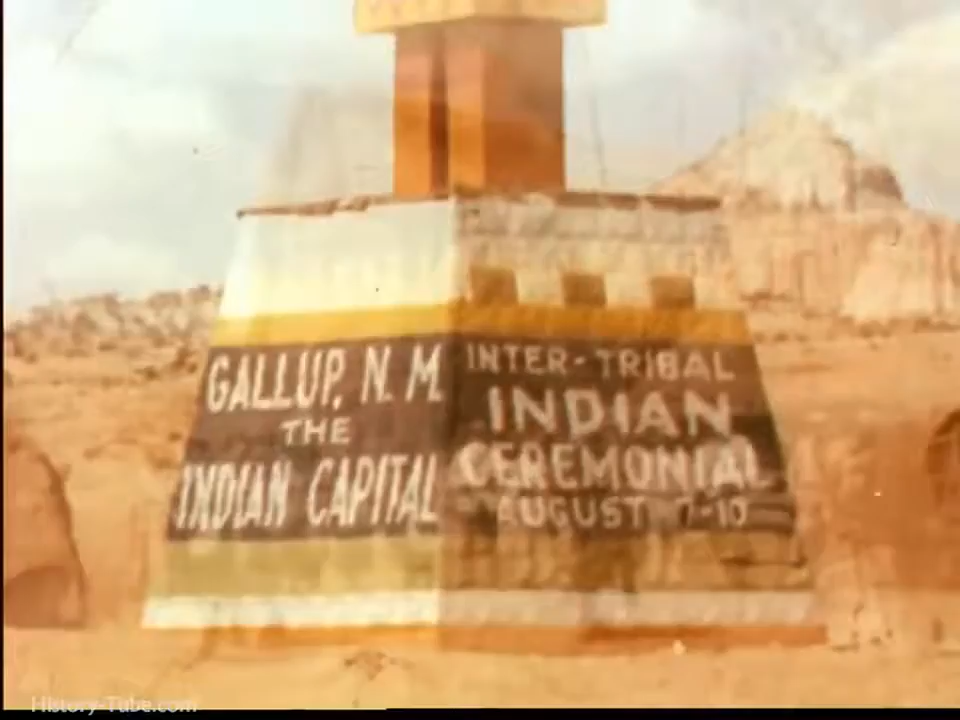 GALLUP, N. M.
THE
INDIAN CAPITAL
INTER-TRIBAL
INDIAN
CEREMONIAL
AUGUST 7-10
History-Tube.com